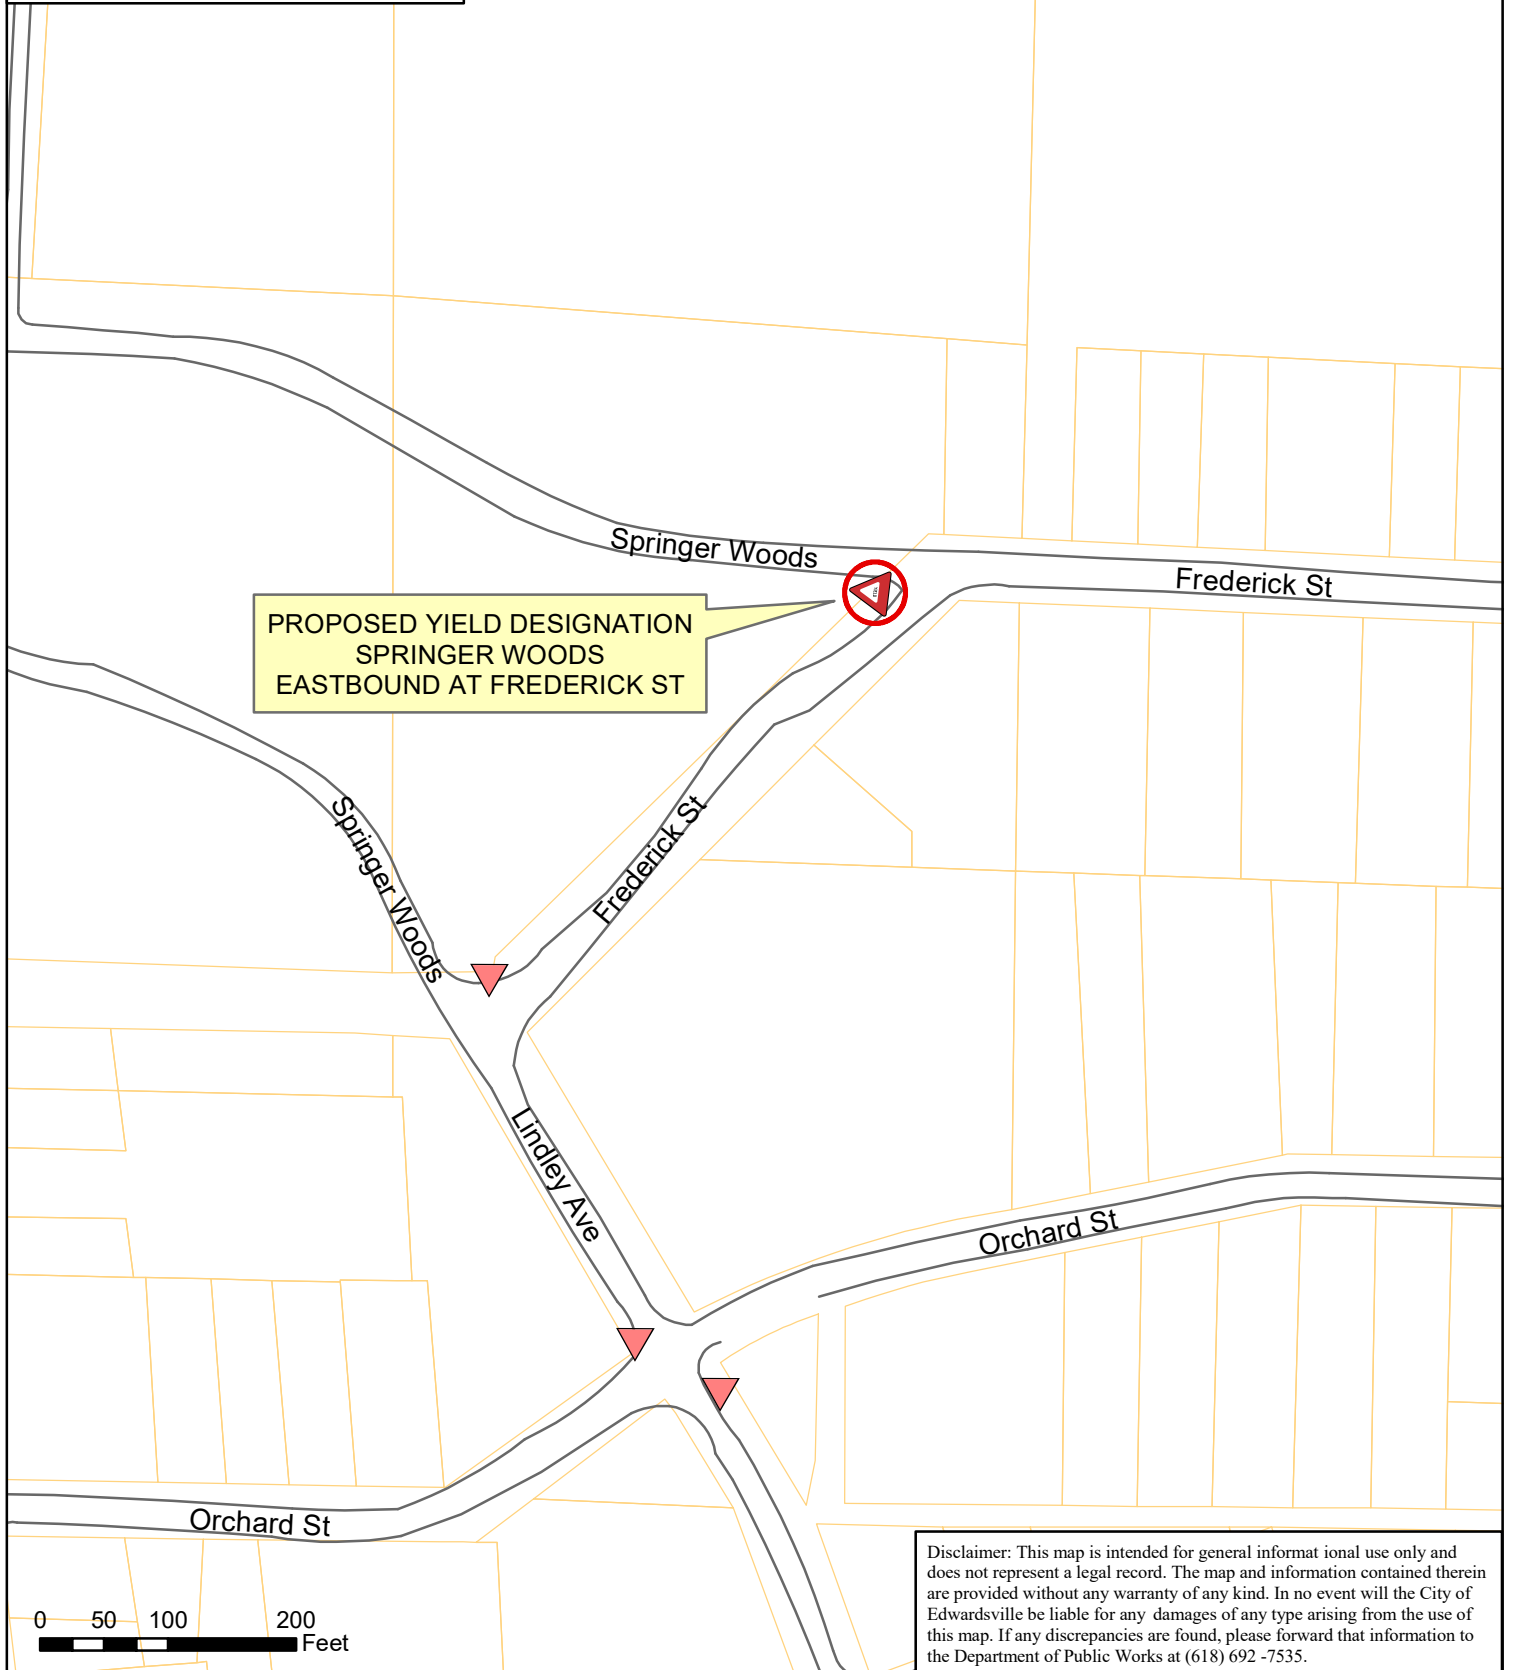 Springer Woods
Frederick St
PROPOSED YIELD DESIGNATION
SPRINGER WOODS
EASTBOUND AT FREDERICK ST
Springer Woods
Frederick St
Lindley Ave
Orchard St
Orchard St
0 50 100 200
Feet
Disclaimer: This map is intended for general informat ional use only and
does not represent a legal record. The map and information contained therein
are provided without any warranty of any kind. In no event will the City of
Edwardsville be liable for any damages of any type arising from the use of
this map. If any discrepancies are found, please forward that information to
the Department of Public Works at (618) 692 -7535.